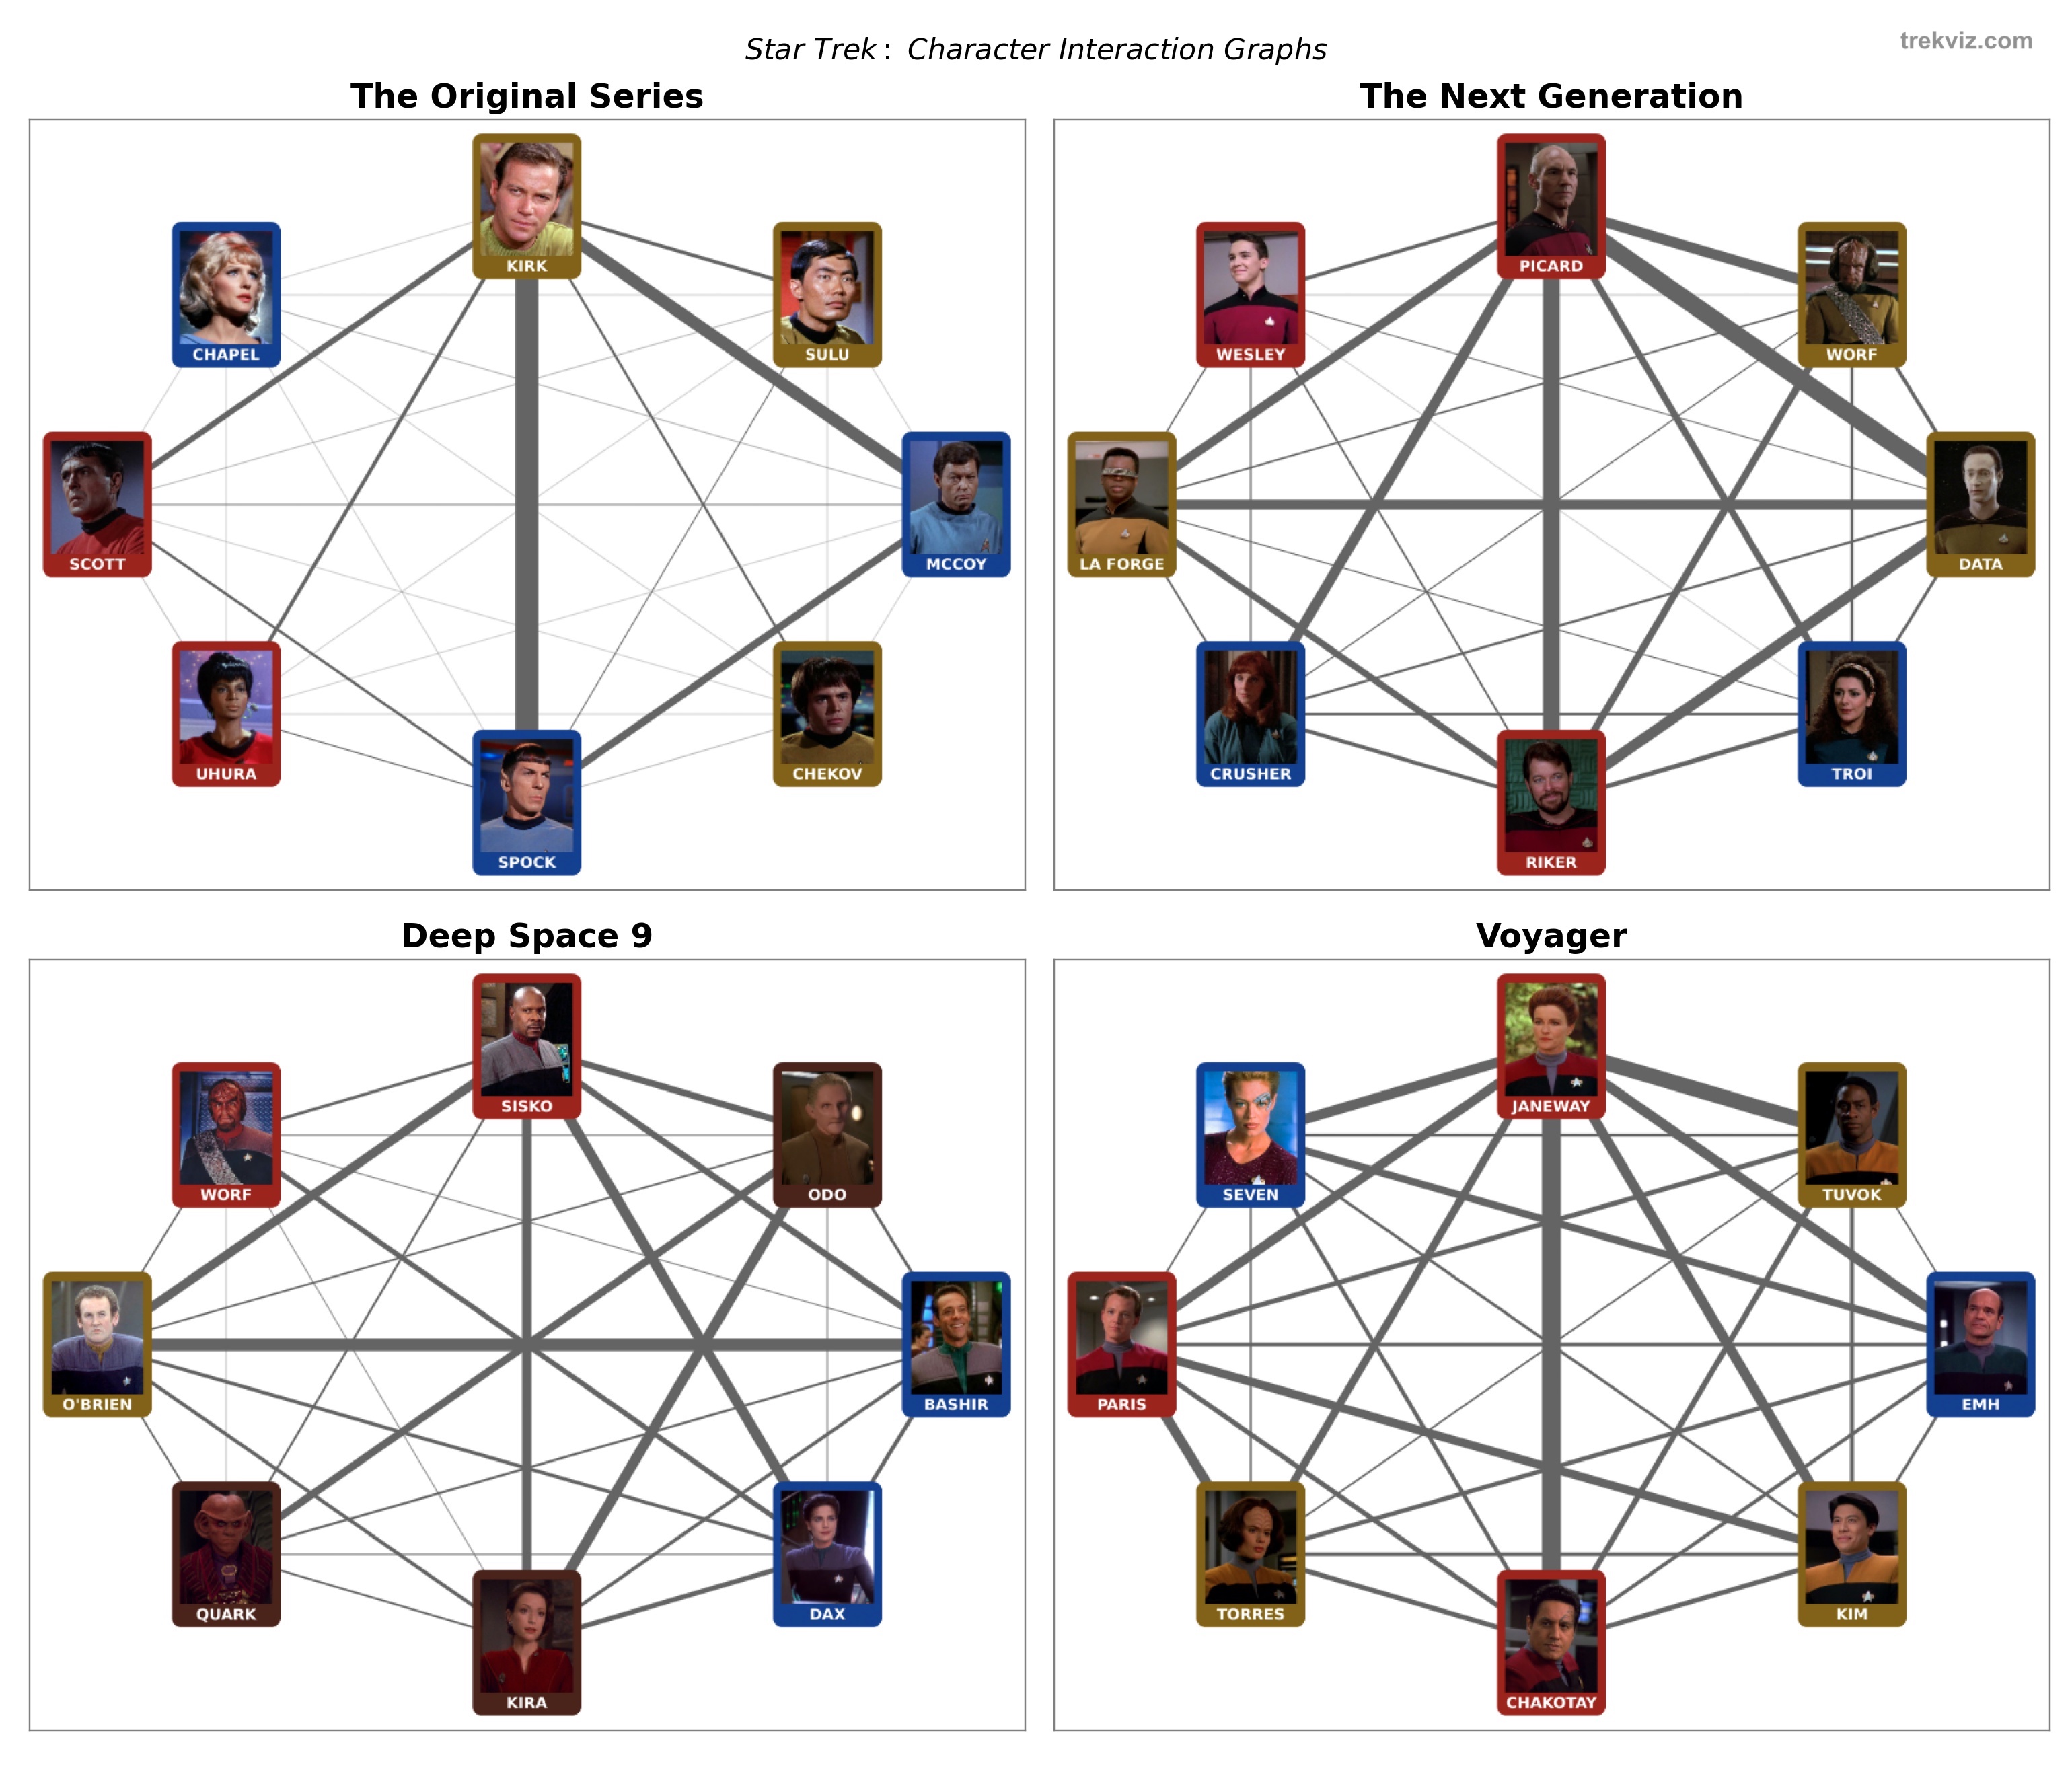 Star Trek: Character Interaction Graphs
trekviz.com
The Original Series
KIRK
CHAPEL
SULU
SCOTT
MCCOY
UHURA
CHEKOV
SPOCK
The Next Generation
PICARD
WESLEY
WORF
LA FORGE
DATA
CRUSHER
TROI
RIKER
Deep Space 9
SISKO
WORF
ODO
O'BRIEN
BASHIR
QUARK
DAX
KIRA
Voyager
JANEWAY
SEVEN
TUVOK
PARIS
EMH
TORRES
KIM
CHAKOTAY